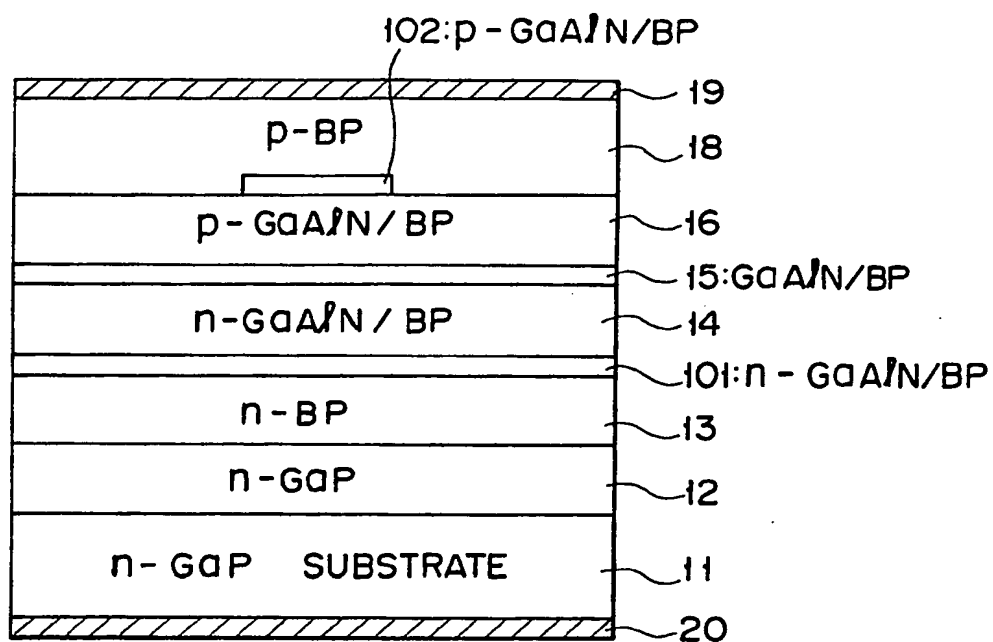 102:p-GaAlN/BP
19
p-BP
18
p-GaAlN/BP
16
15:GaAlN/BP
n-GaAlN/BP
14
101:n-GaAlN/BP
n-BP
13
n-GaP
12
n-GaP SUBSTRATE
11
20